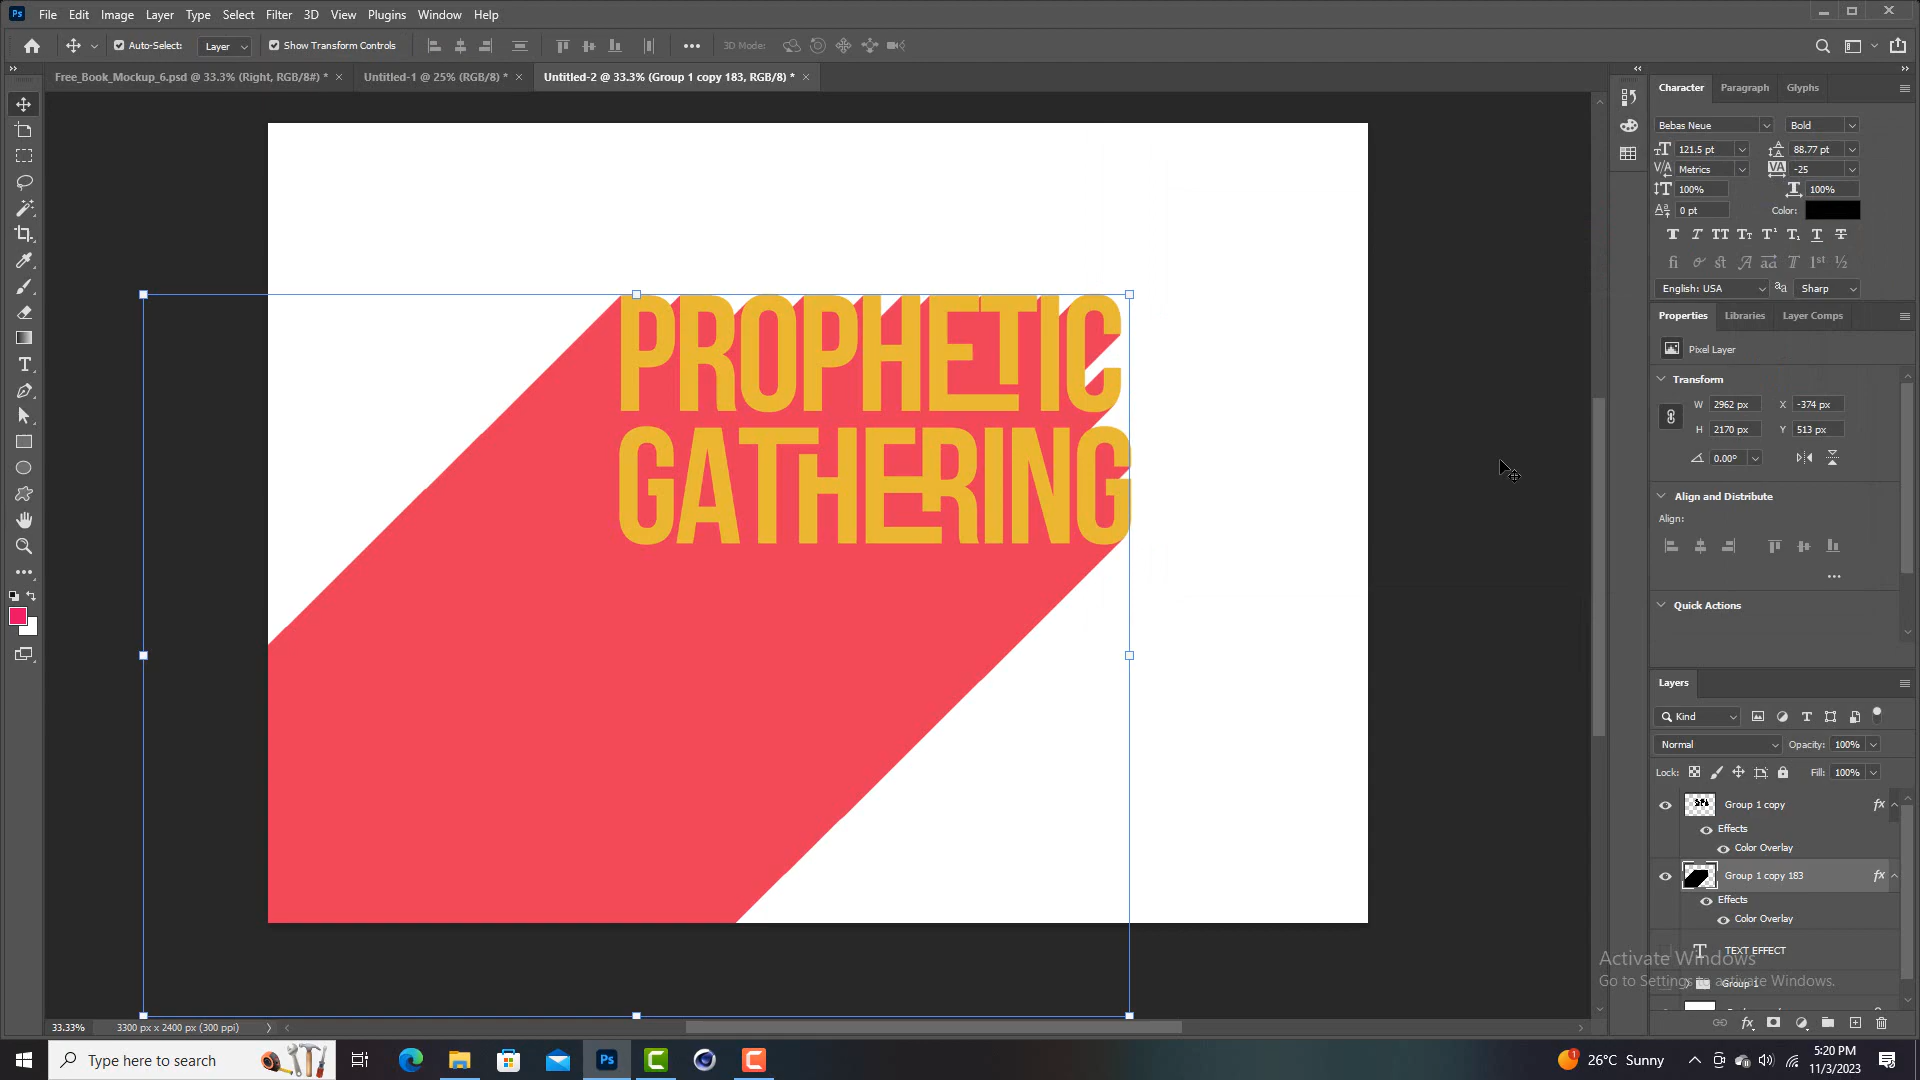 Ps File Edit Image Layer Type Select Filter 3D View Plugins Window Help
Auto-Select: Layer Show Transform Controls 3D Mode:
Free_Book_Mockup_6.psd @ 33.3% (Right, RGB/8#) * × Untitled-1 @ 25% (RGB/8) * × Untitled-2 @ 33.3% (Group 1 copy 183, RGB/8) * ×
Character Paragraph Glyphs
Bebas Neue Bold
121.5 pt 88.77 pt
Metrics -25
100% 100%
0 pt Color:
English: USA Sharp
Properties Libraries Layer Comps
Pixel Layer
Transform
W 2962 px X -374 px
H 2170 px Y 513 px
0.00°
Align and Distribute
Align:
Quick Actions
PROPHETIC
GATHERING
Layers
Kind
Normal Opacity: 100%
Lock: Fill: 100%
Group 1 copy fx
Effects
Color Overlay
Group 1 copy 183 fx
Effects
Color Overlay
TEXT EFFECT
Group 1
Activate Windows
Go to Settings to activate Windows.
33.33% 3300 px x 2400 px (300 ppi)
Type here to search
26°C Sunny
5:20 PM
11/3/2023